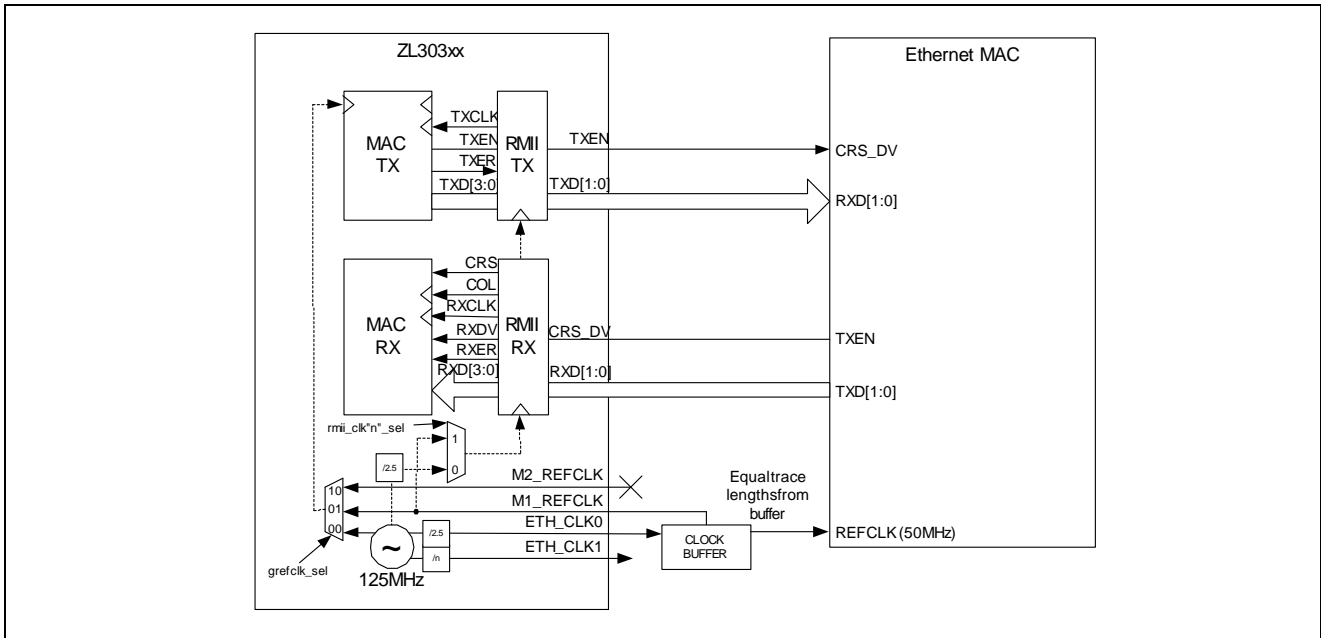 ZL303xx
Ethernet MAC
MAC
TX
TXCLK
TXEN
TXER
TXD[3:0]
RMII
TX
TXEN
TXD[1:0]
CRS_DV
RXD[1:0]
MAC
RX
CRS
COL
RXCLK
RXDV
RXER
RXD[3:0]
RMII
RX
CRS_DV
RXD[1:0]
TXEN
TXD[1:0]
rmii_clk"n"_sel
1
0
/2.5
M2_REFCLK
M1_REFCLK
ETH_CLK0
ETH_CLK1
10
01
00
/2.5
/n
~
125MHz
grefclk_sel
CLOCK
BUFFER
Equaltrace
lengthsfrom
buffer
REFCLK (50MHz)